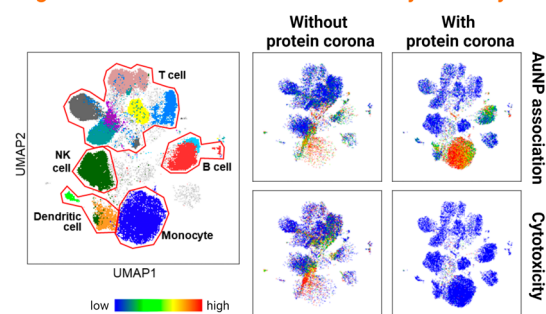 Without
protein corona
With
protein corona
T cell
NK
cell
B cell
Dendritic
cell
Monocyte
UMAP2
UMAP1
low
high
AuNP association
Cytotoxicity